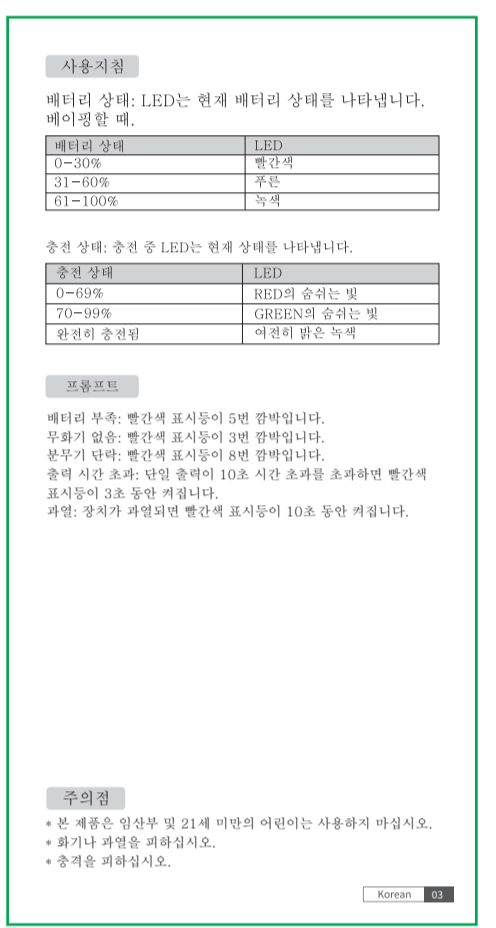 사용지침
배터리 상태: LED는 현재 배터리 상태를 나타냅니다.
베이핑할 때.
배터리 상태 LED
0-30% 빨간색
31-60% 푸른
61-100% 녹색
충전 상태: 충전 중 LED는 현재 상태를 나타냅니다.
충전 상태 LED
0-69% RED의 숨쉬는 빛
70-99% GREEN의 숨쉬는 빛
완전히 충전됨 여전히 밝은 녹색
프롬프트
배터리 부족: 빨간색 표시등이 5번 깜박입니다.
무화기 없음: 빨간색 표시등이 3번 깜박입니다.
분무기 단락: 빨간색 표시등이 8번 깜박입니다.
출력 시간 초과: 단일 출력이 10초 시간 초과를 초과하면 빨간색
표시등이 3초 동안 켜집니다.
과열: 장치가 과열되면 빨간색 표시등이 10초 동안 켜집니다.
주의점
* 본 제품은 임산부 및 21세 미만의 어린이는 사용하지 마십시오.
* 화기나 과열을 피하십시오.
* 충격을 피하십시오.
Korean 03